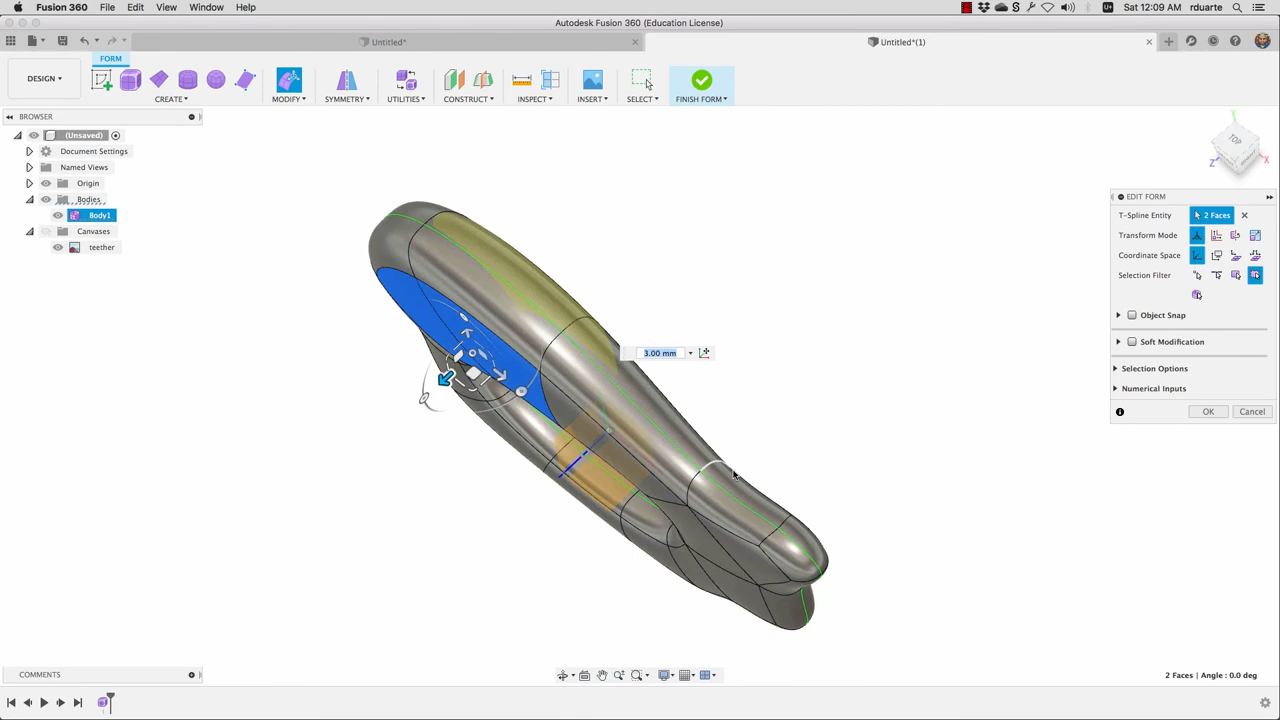 Fusion 360 File Edit View Window Help
Sat 12:09 AM rduarte
Autodesk Fusion 360 (Education License)
Untitled* Untitled*(1)
FORM
DESIGN
CREATE MODIFY SYMMETRY UTILITIES CONSTRUCT INSPECT INSERT SELECT FINISH FORM
BROWSER
(Unsaved)
Document Settings
Named Views
Origin
Bodies
Body1
Canvases
teether
TOP
Y
Z
X
EDIT FORM
T-Spline Entity 2 Faces
Transform Mode
Coordinate Space
Selection Filter
Object Snap
Soft Modification
Selection Options
Numerical Inputs
OK Cancel
3.00 mm
COMMENTS
2 Faces | Angle : 0.0 deg